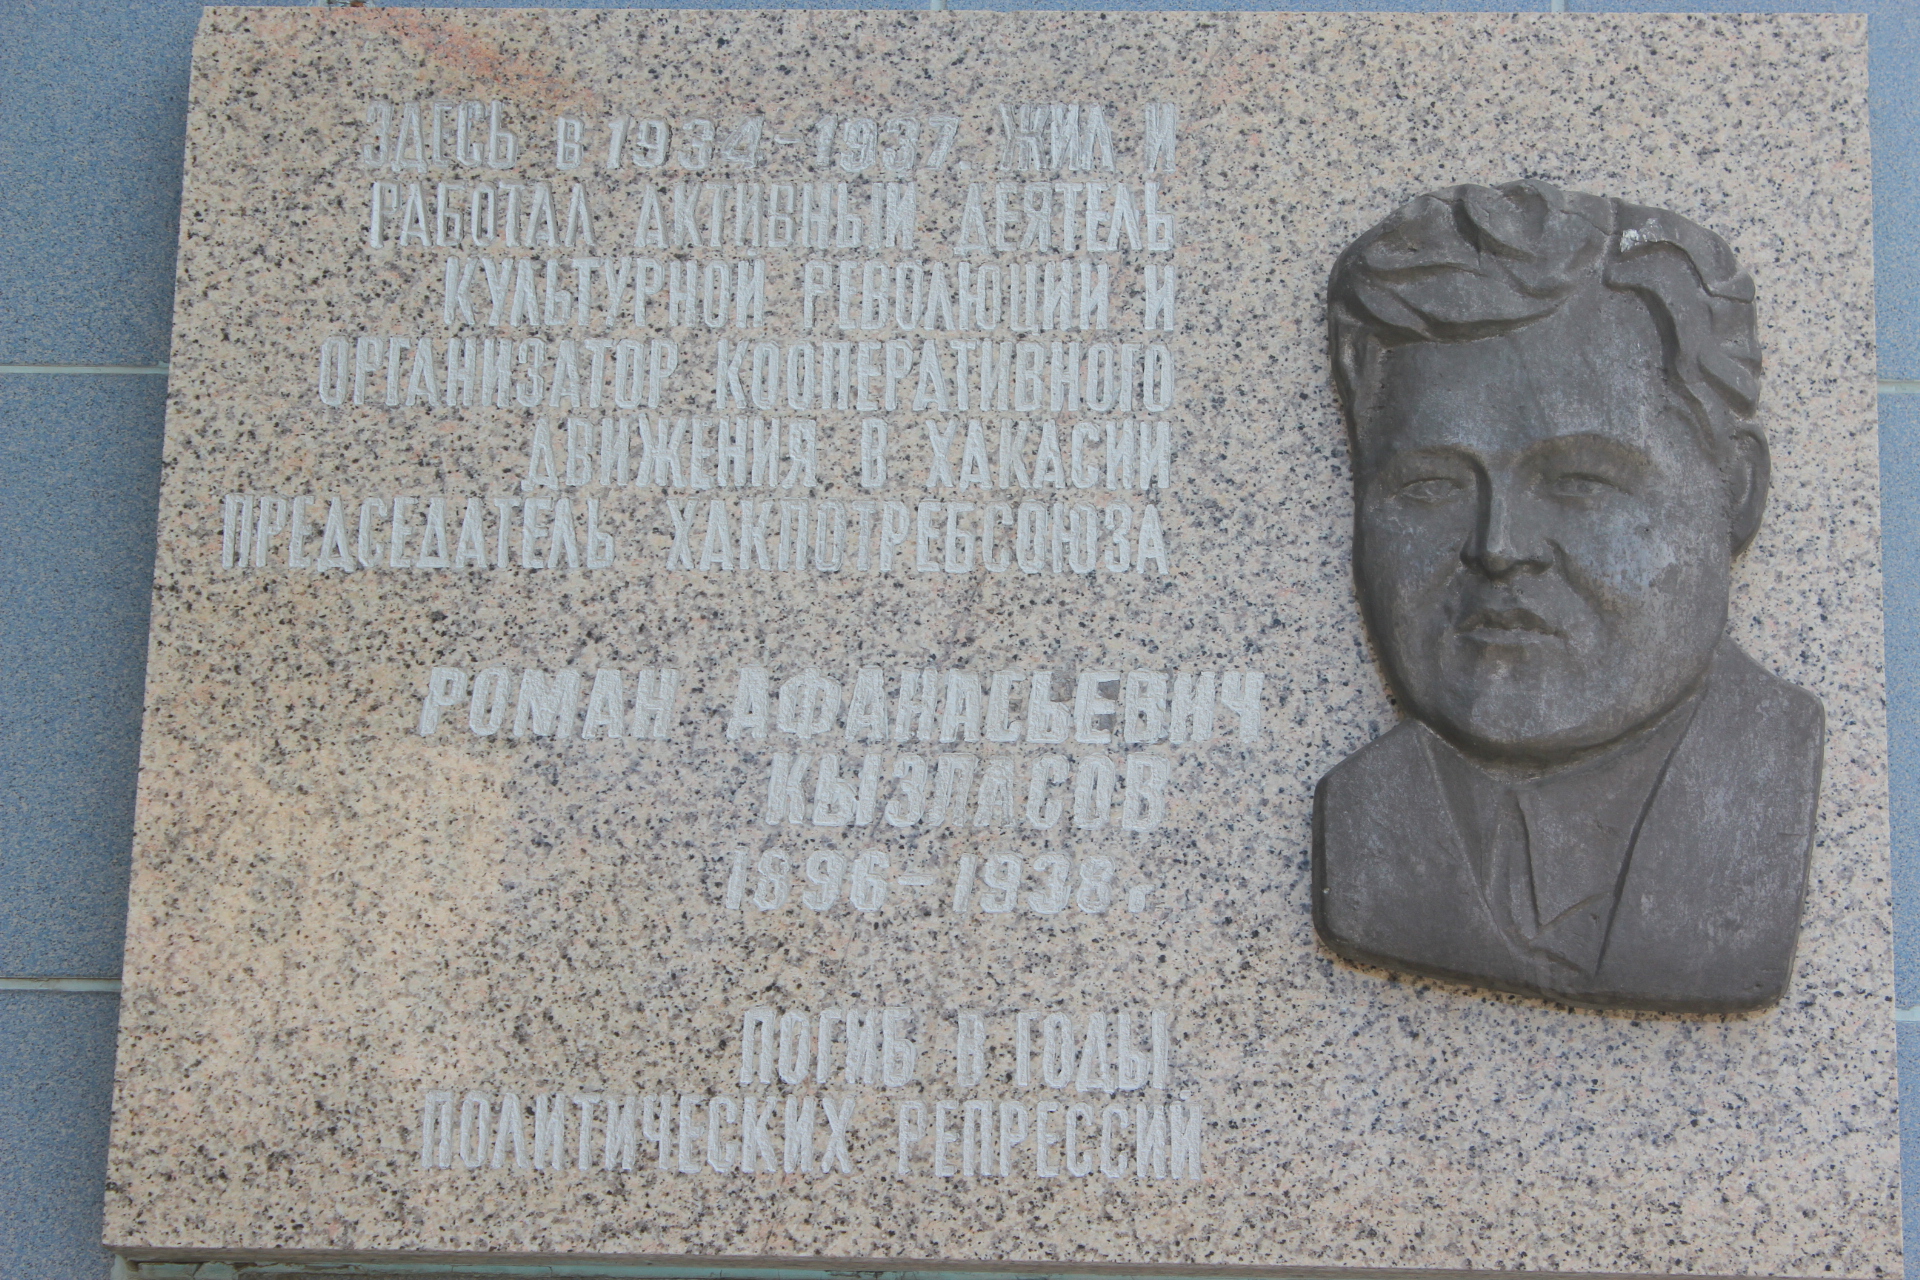 ЗДЕСЬ В 1934-1937. ЖИЛ И
РАБОТАЛ АКТИВНЫЙ ДЕЯТЕЛЬ
КУЛЬТУРНОЙ РЕВОЛЮЦИИ И
ОРГАНИЗАТОР КООПЕРАТИВНОГО
ДВИЖЕНИЯ В ХАКАСИИ
ПРЕДСЕДАТЕЛЬ ХАКПОТРЕБСОЮЗА
РОМАН АФАНАСЬЕВИЧ
КЫЗЛАСОВ
1896-1938г
ПОГИБ В ГОДЫ
ПОЛИТИЧЕСКИХ РЕПРЕССИЙ